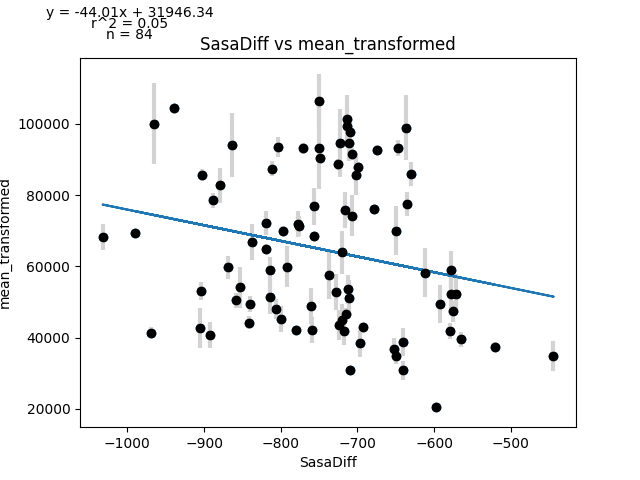 y = -44.01x + 31946.34
r^2 = 0.05
n = 84
SasaDiff vs mean_transformed
mean_transformed
100000
80000
60000
40000
20000
−1000
−900
−800
−700
−600
−500
SasaDiff